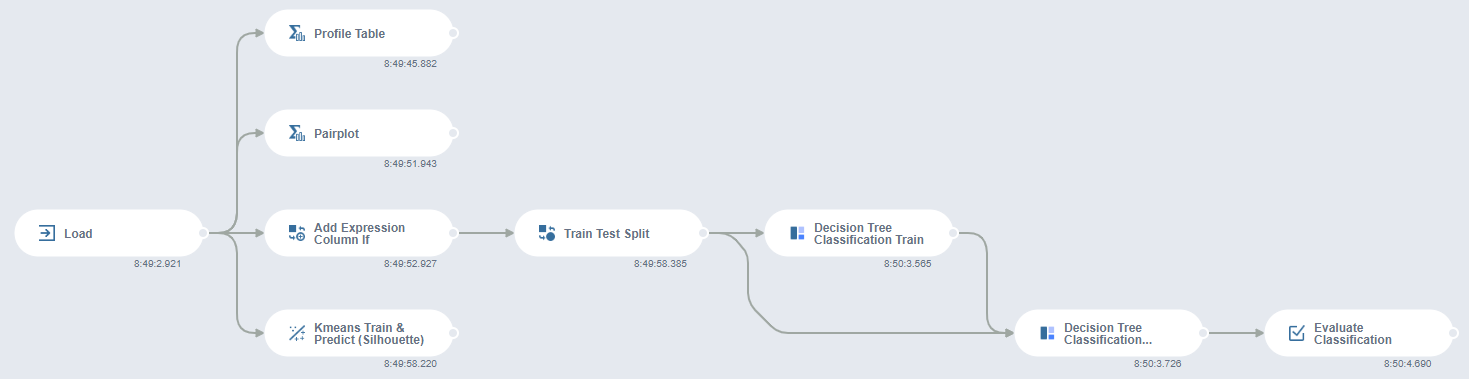 Profile Table
8:49:45.882
Pairplot
8:49:51.943
Load
8:49:2.921
Add Expression
Column If
8:49:52.927
Train Test Split
8:49:58.385
Decision Tree
Classification Train
8:50:3.565
Kmeans Train &
Predict (Silhouette)
8:49:58.220
Decision Tree
Classification...
8:50:3.726
Evaluate
Classification
8:50:4.690